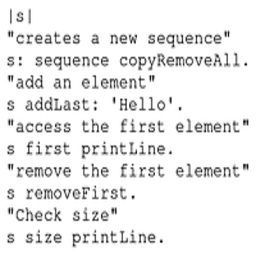 |s|
"creates a new sequence"
s: sequence copyRemoveAll.
"add an element"
s addLast: 'Hello'.
"access the first element"
s first printLine.
"remove the first element"
s removeFirst.
"Check size"
s size printLine.